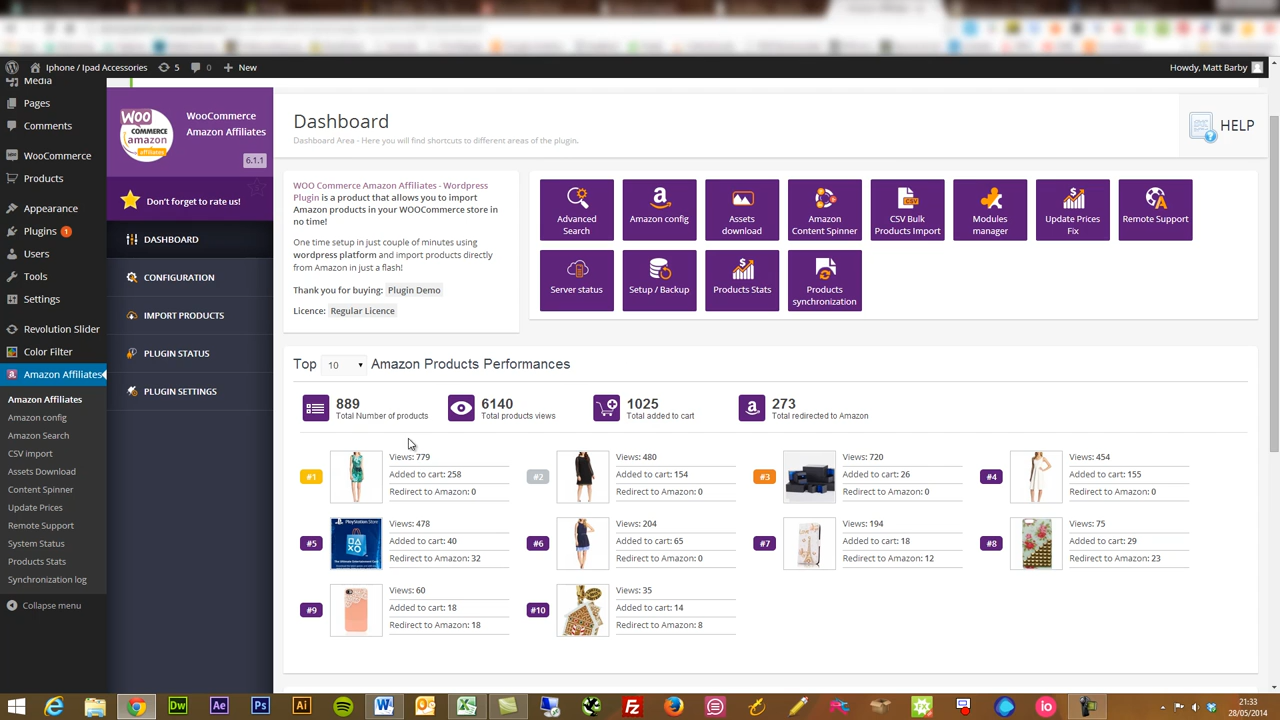 Iphone / Ipad Accessories 5 0 New Howdy, Matt Barby
Media
Pages
Comments
WooCommerce
Products
Appearance
Plugins 1
Users
Tools
Settings
Revolution Slider
Color Filter
Amazon Affiliates
Amazon Affiliates
Amazon config
Amazon Search
CSV import
Assets Download
Content Spinner
Update Prices
Remote Support
System Status
Products Stats
Synchronization log
Collapse menu
WOO
COMMERCE
amazon
affiliates
WooCommerce
Amazon Affiliates
6.1.1
Don't forget to rate us!
DASHBOARD
CONFIGURATION
IMPORT PRODUCTS
PLUGIN STATUS
PLUGIN SETTINGS
Dashboard
Dashboard Area - Here you will find shortcuts to different areas of the plugin.
HELP
WOO Commerce Amazon Affiliates - Wordpress
Plugin is a product that allows you to import
Amazon products in your WOOCommerce store in
no time!
One time setup in just couple of minutes using
wordpress platform and import products directly
from Amazon in just a flash!
Thank you for buying: Plugin Demo
Licence: Regular Licence
Advanced
Search
Amazon config
Assets
download
Amazon
Content Spinner
CSV Bulk
Products Import
Modules
manager
Update Prices
Fix
Remote Support
Server status
Setup / Backup
Products Stats
Products
synchronization
Top 10 Amazon Products Performances
889
Total Number of products
6140
Total products views
1025
Total added to cart
273
Total redirected to Amazon
#1
Views: 779
Added to cart: 258
Redirect to Amazon: 0
#2
Views: 480
Added to cart: 154
Redirect to Amazon: 0
#3
Views: 720
Added to cart: 26
Redirect to Amazon: 0
#4
Views: 454
Added to cart: 155
Redirect to Amazon: 0
#5
PlayStation Store
Views: 478
Added to cart: 40
Redirect to Amazon: 32
#6
Views: 204
Added to cart: 65
Redirect to Amazon: 0
#7
Views: 194
Added to cart: 18
Redirect to Amazon: 12
#8
Views: 75
Added to cart: 29
Redirect to Amazon: 23
#9
Views: 60
Added to cart: 18
Redirect to Amazon: 18
#10
Views: 35
Added to cart: 14
Redirect to Amazon: 8
Dw Ae Ps Ai
21:33
28/05/2014